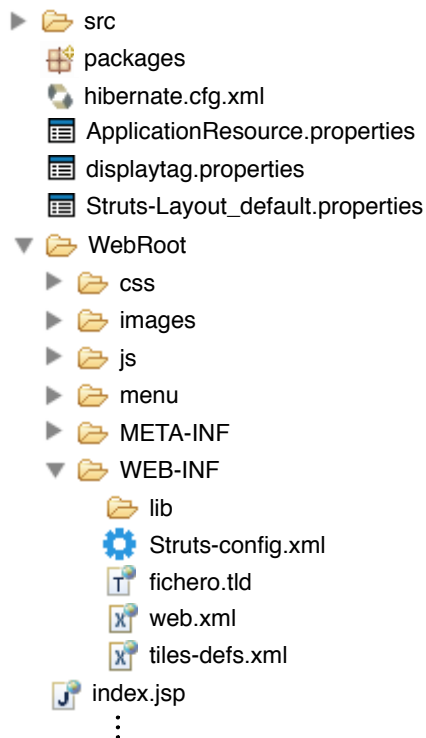 src
packages
hibernate.cfg.xml
ApplicationResource.properties
displaytag.properties
Struts-Layout_default.properties
WebRoot
css
images
js
menu
META-INF
WEB-INF
lib
Struts-config.xml
fichero.tld
web.xml
tiles-defs.xml
index.jsp